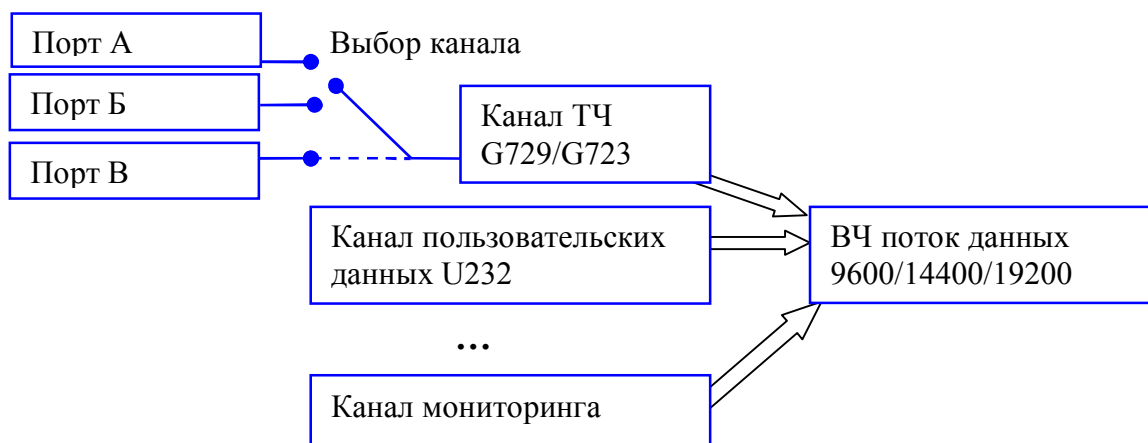 Порт А
Выбор канала
Порт Б
Порт В
Канал ТЧ
G729/G723
Канал пользовательских
данных U232
ВЧ поток данных
9600/14400/19200
...
Канал мониторинга